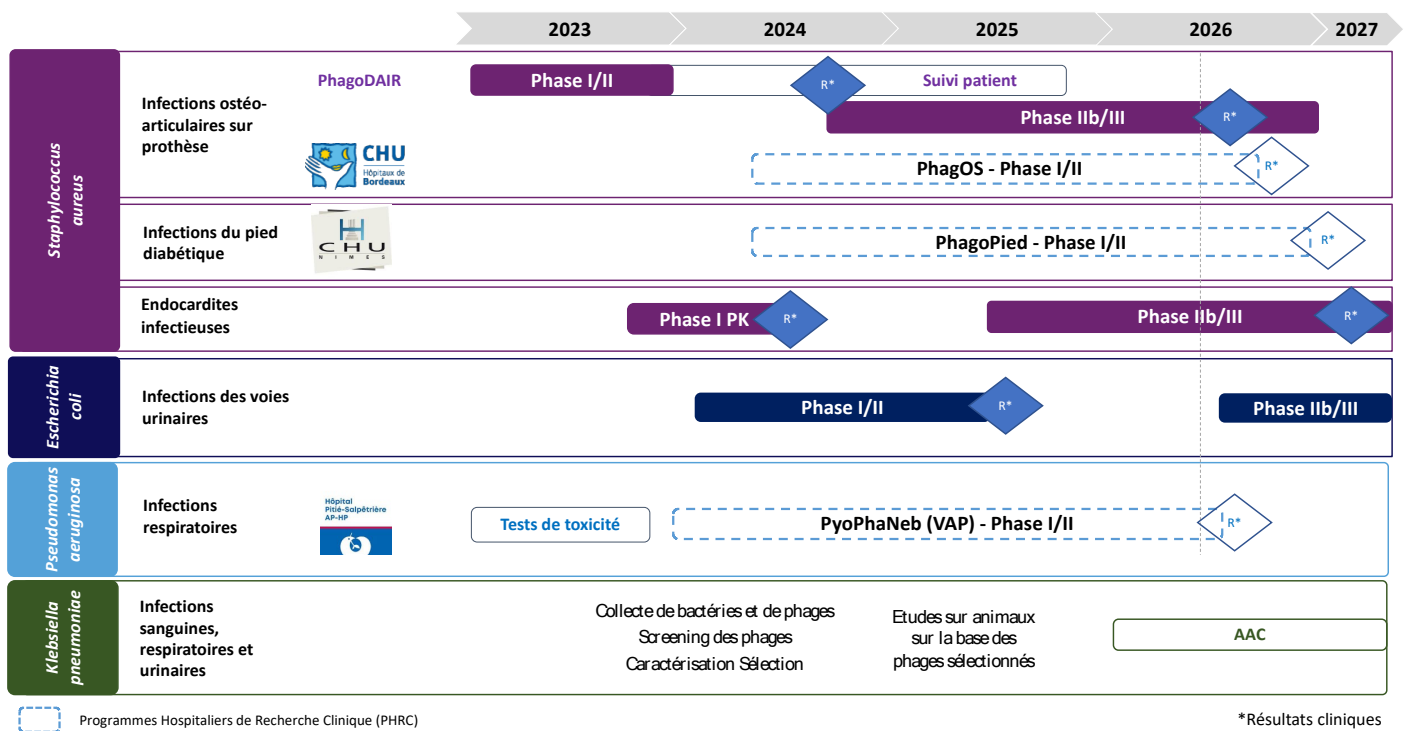 2023
2024
2025
2026
2027
Staphylococcus
aureus
Infections ostéo-
articulaires sur
prothèse
PhagoDAIR
Phase I/II
R*
Suivi patient
Phase IIb/III
R*
CHU
Hôpitaux de
Bordeaux
PhagOS - Phase I/II
R*
Infections du pied
diabétique
CHU
NIMES
PhagoPied - Phase I/II
R*
Endocardites
infectieuses
Phase I PK
R*
Phase IIb/III
R*
Escherichia
coli
Infections des voies
urinaires
Phase I/II
R*
Phase IIb/III
Pseudomonas
aeruginosa
Infections
respiratoires
Hôpital
Pitié-Salpêtrière
AP-HP
Tests de toxicité
PyoPhaNeb (VAP) - Phase I/II
R*
Klebsiella
pneumoniae
Infections
sanguines,
respiratoires et
urinaires
Collecte de bactéries et de phages
Screening des phages
Caractérisation Sélection
Etudes sur animaux
sur la base des
phages sélectionnés
AAC
Programmes Hospitaliers de Recherche Clinique (PHRC)
*Résultats cliniques